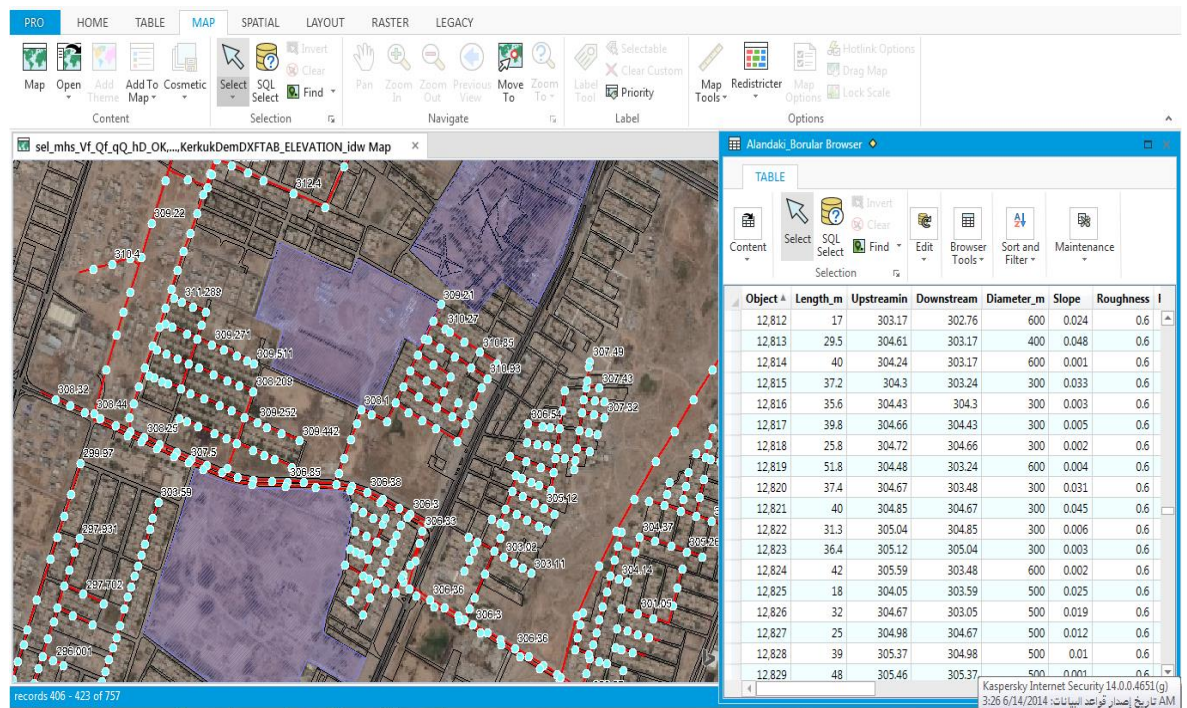 PRO HOME TABLE MAP SPATIAL LAYOUT RASTER LEGACY
Map Open Add Theme Add To Map Cosmetic
Content
Select SQL Select Invert Clear Find
Selection
Pan Zoom In Zoom Out Previous View Move To Zoom To
Navigate
Label Tool Selectable Clear Custom Priority
Label
Map Tools Redistricter Map Options Hotlink Options Drag Map Lock Scale
Options
sel_mhs_Vf_Qf_qQ_hD_OK,...,KerkukDemDXFTAB_ELEVATION_idw Map ×
312.4
309.22
310.4
311.289
309.21
310.27
309.271
310.85
309.511
310.93
307.49
307.43
308.32
308.209
308.1
307.32
308.44
309.252
306.54
309.442
308.25
299.97
307.5
306.85
306.38
303.59
305.12
306.3
306.33
304.37
297.931
303.02
305.26
303.11
304.14
297.702
306.36
301.05
306.3
306.36
296.001
records 406 - 423 of 757
Alandaki_Borular Browser
TABLE
Content Select SQL Select Invert Clear Find Edit Browser Tools Sort and Filter Maintenance
Selection
Object Length_m Upstreamin Downstream Diameter_m Slope Roughness
12,812 17 303.17 302.76 600 0.024 0.6
12,813 29.5 304.61 303.17 400 0.048 0.6
12,814 40 304.24 303.17 600 0.001 0.6
12,815 37.2 304.3 303.24 300 0.033 0.6
12,816 35.6 304.43 304.3 300 0.003 0.6
12,817 39.8 304.66 304.43 300 0.005 0.6
12,818 25.8 304.72 304.66 300 0.002 0.6
12,819 51.8 304.48 303.24 600 0.004 0.6
12,820 37.4 304.67 303.48 300 0.031 0.6
12,821 40 304.85 304.67 300 0.045 0.6
12,822 31.3 305.04 304.85 300 0.006 0.6
12,823 36.4 305.12 305.04 300 0.003 0.6
12,824 42 305.59 303.48 600 0.002 0.6
12,825 18 304.05 303.59 500 0.025 0.6
12,826 32 304.67 303.05 500 0.019 0.6
12,827 25 304.98 304.67 500 0.012 0.6
12,828 39 305.37 304.98 500 0.01 0.6
12,829 48 305.46 305.37 500 0.001 0.6
Kaspersky Internet Security 14.0.0.4651(g)
تاريخ إصدار قواعد البيانات: 6/14/2014 3:26 AM